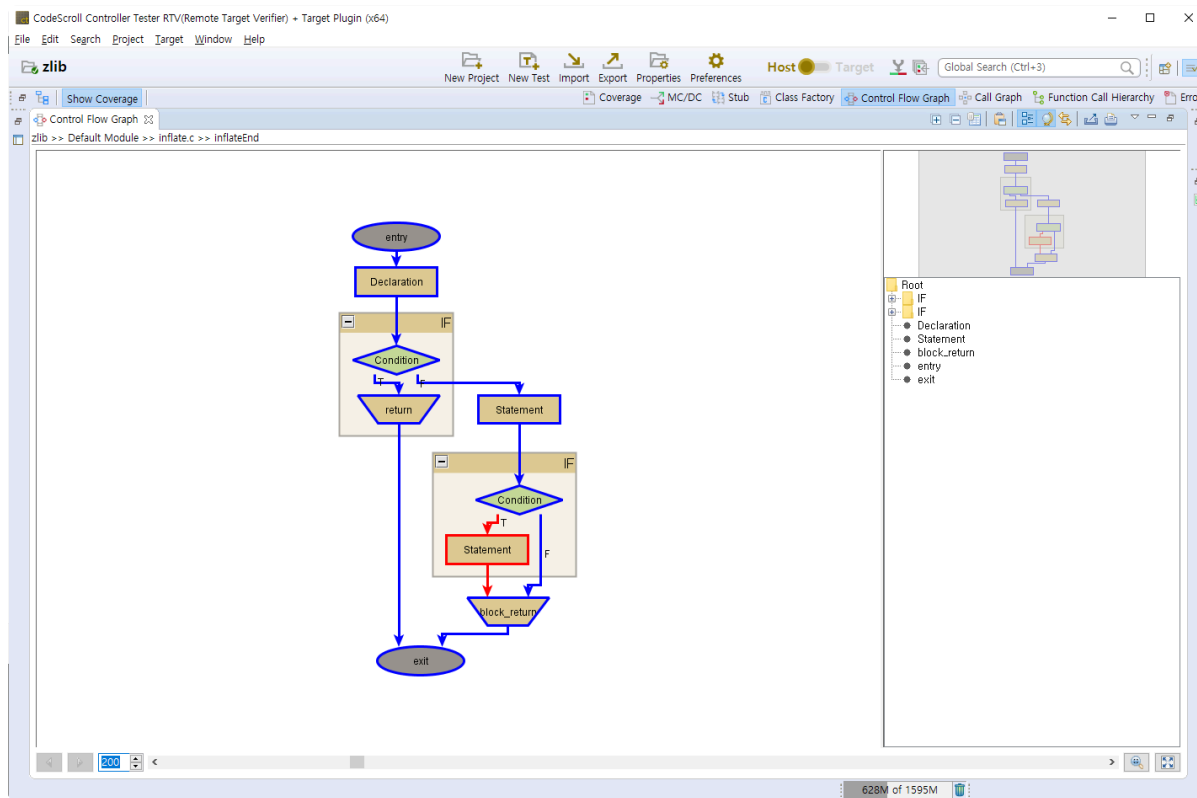 CodeScroll Controller Tester RTV(Remote Target Verifier) + Target Plugin (x64)
File Edit Search Project Target Window Help
zlib
New Project New Test Import Export Properties Preferences
Host Target
Global Search (Ctrl+3)
Show Coverage
Coverage MC/DC Stub Class Factory Control Flow Graph Call Graph Function Call Hierarchy Erro
Control Flow Graph
zlib >> Default Module >> inflate.c >> inflateEnd
entry
Declaration
IF
Condition
T F
return
Statement
IF
Condition
T
Statement
F
block_return
exit
Root
IF
IF
Declaration
Statement
block_return
entry
exit
200
628M of 1595M